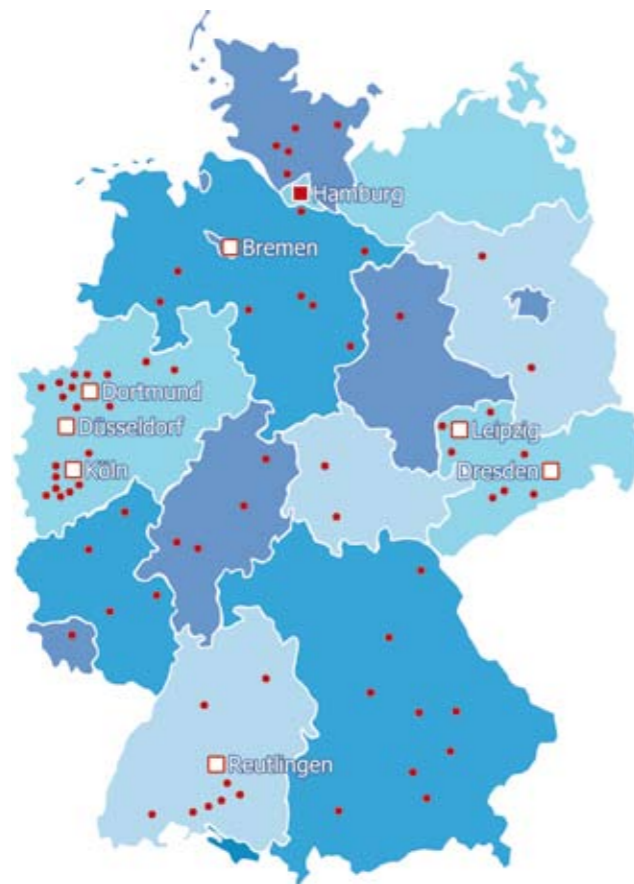 Hamburg
Bremen
Dortmund
Düsseldorf
Leipzig
Köln
Dresden
Reutlingen